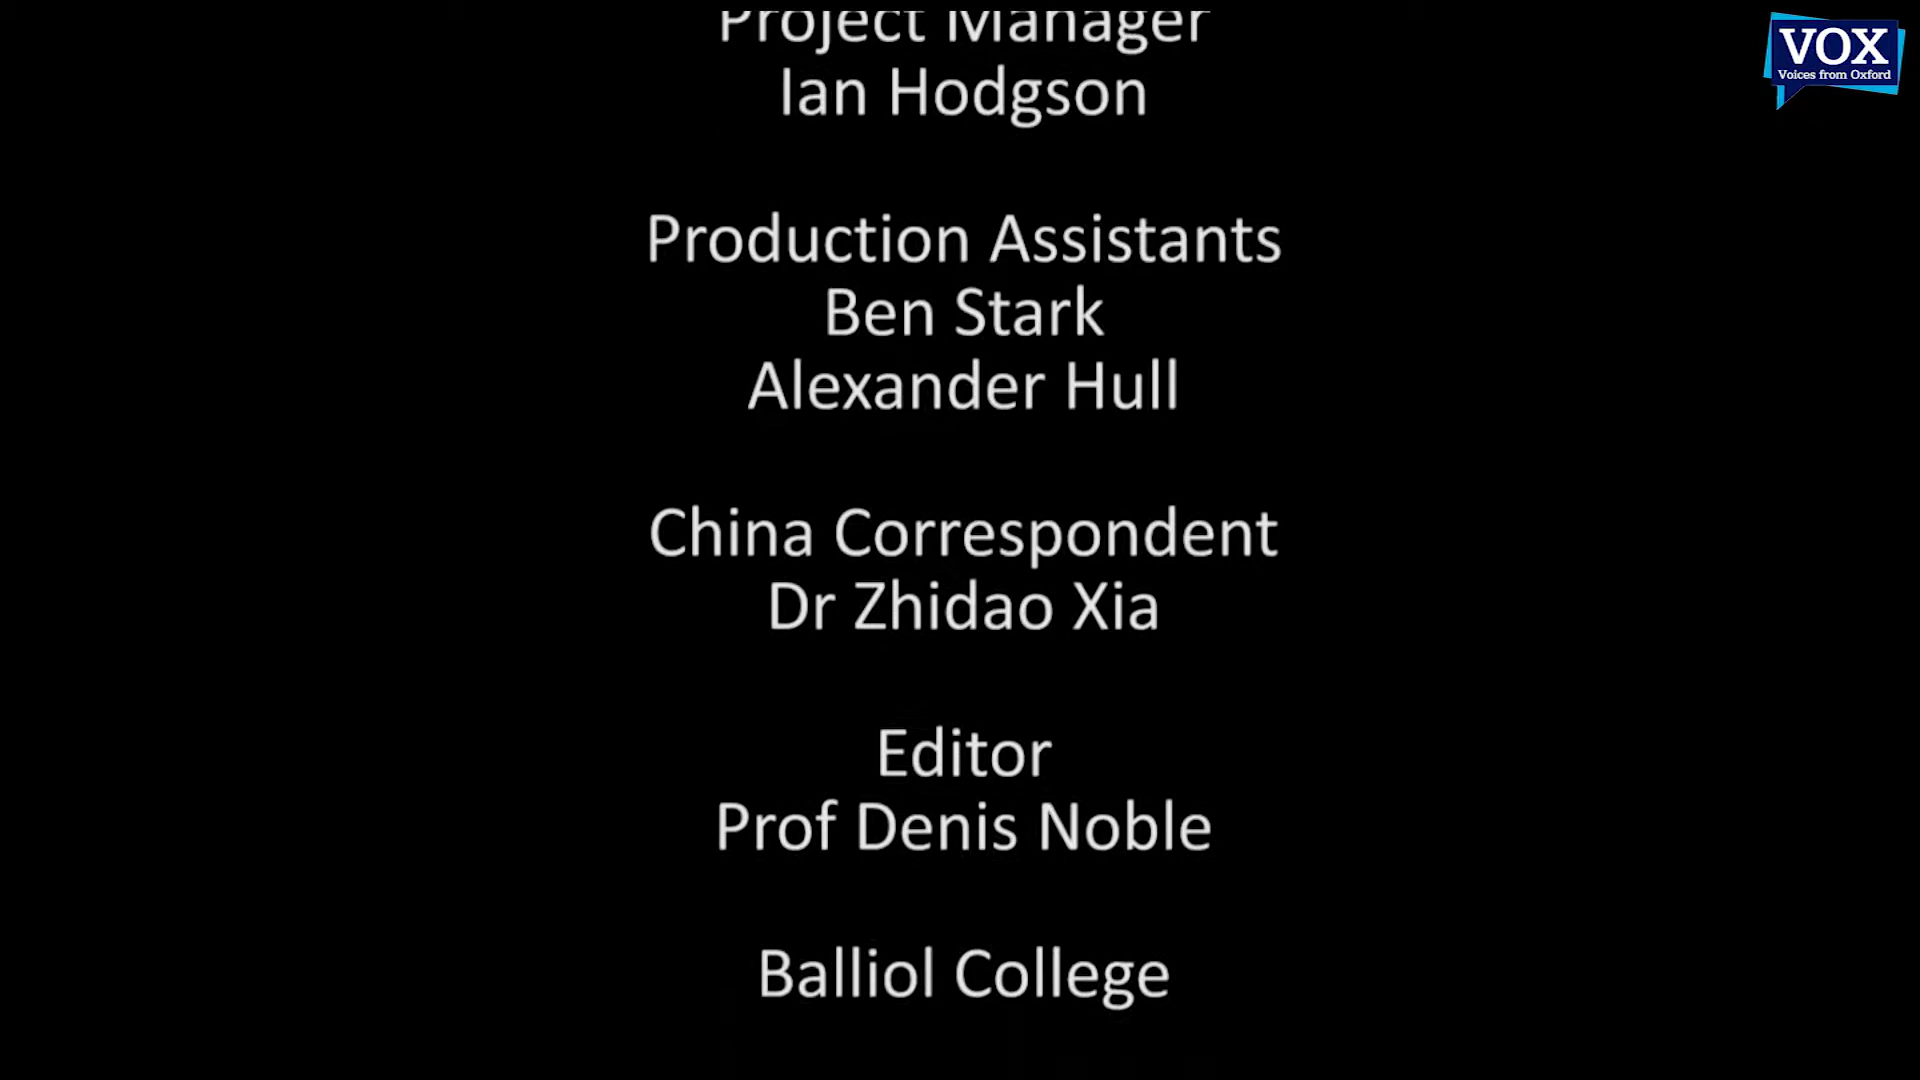 Project Manager
Ian Hodgson
Production Assistants
Ben Stark
Alexander Hull
China Correspondent
Dr Zhidao Xia
Editor
Prof Denis Noble
Balliol College
VOX
Voices from Oxford